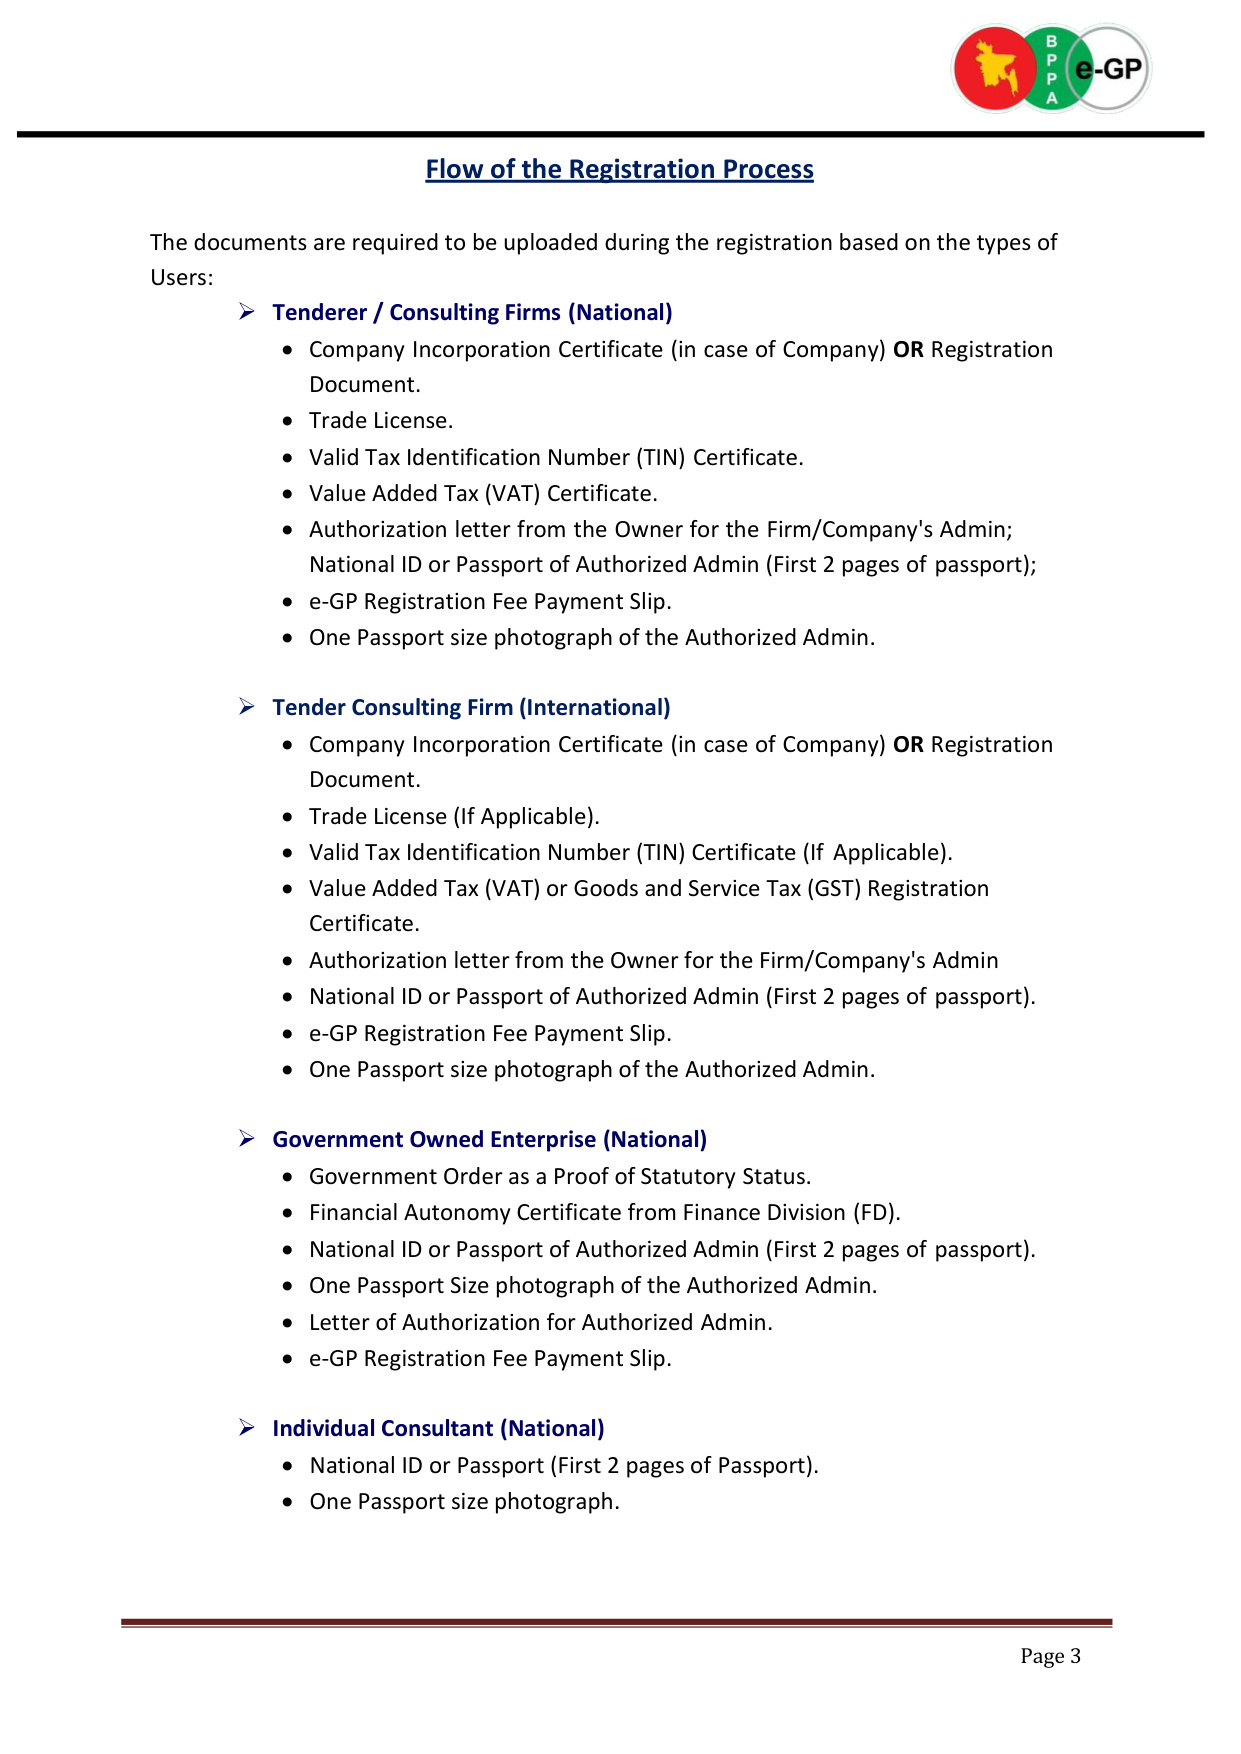 B
P
P
A
e-GP
Flow of the Registration Process
The documents are required to be uploaded during the registration based on the types of
Users:
➢ Tenderer / Consulting Firms (National)
• Company Incorporation Certificate (in case of Company) OR Registration
Document.
• Trade License.
• Valid Tax Identification Number (TIN) Certificate.
• Value Added Tax (VAT) Certificate.
• Authorization letter from the Owner for the Firm/Company's Admin;
National ID or Passport of Authorized Admin (First 2 pages of passport);
• e-GP Registration Fee Payment Slip.
• One Passport size photograph of the Authorized Admin.
➢ Tender Consulting Firm (International)
• Company Incorporation Certificate (in case of Company) OR Registration
Document.
• Trade License (If Applicable).
• Valid Tax Identification Number (TIN) Certificate (If Applicable).
• Value Added Tax (VAT) or Goods and Service Tax (GST) Registration
Certificate.
• Authorization letter from the Owner for the Firm/Company's Admin
• National ID or Passport of Authorized Admin (First 2 pages of passport).
• e-GP Registration Fee Payment Slip.
• One Passport size photograph of the Authorized Admin.
➢ Government Owned Enterprise (National)
• Government Order as a Proof of Statutory Status.
• Financial Autonomy Certificate from Finance Division (FD).
• National ID or Passport of Authorized Admin (First 2 pages of passport).
• One Passport Size photograph of the Authorized Admin.
• Letter of Authorization for Authorized Admin.
• e-GP Registration Fee Payment Slip.
➢ Individual Consultant (National)
• National ID or Passport (First 2 pages of Passport).
• One Passport size photograph.
Page 3